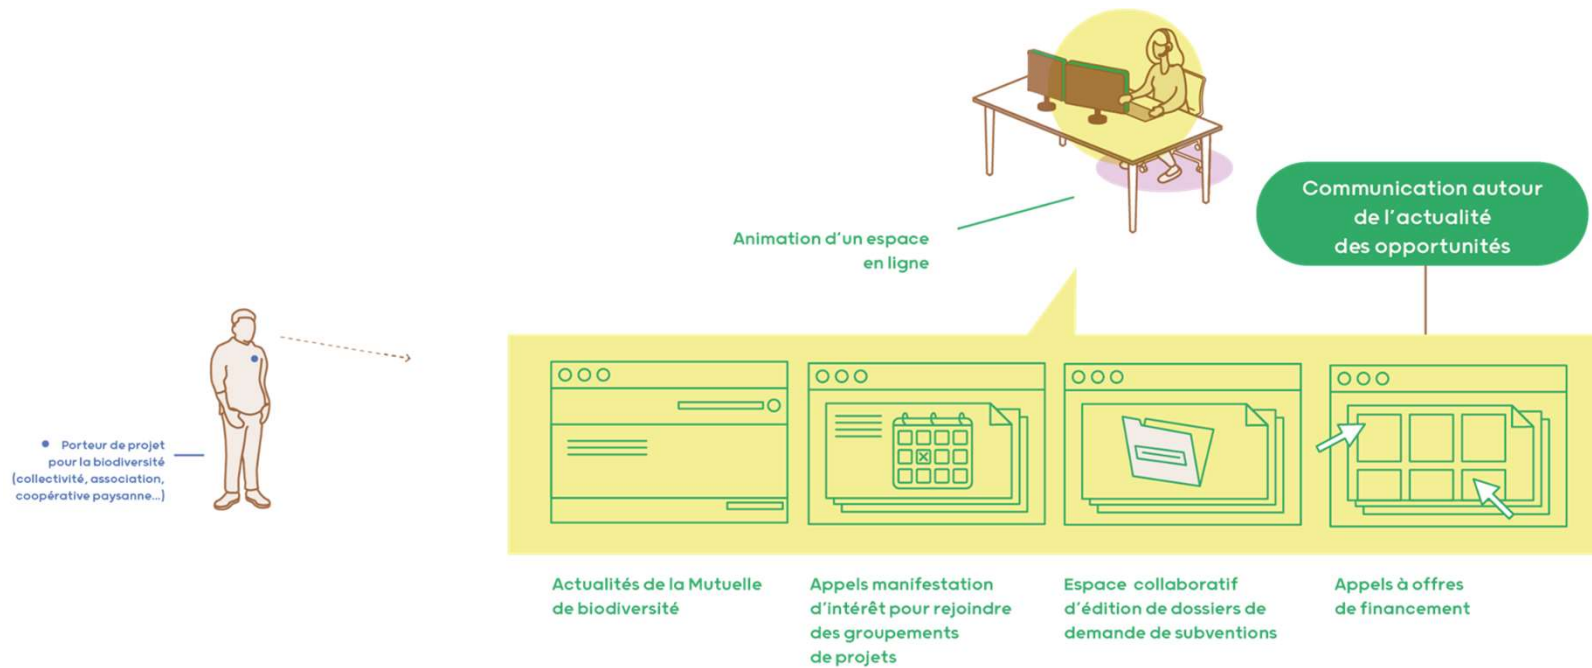 Communication autour
de l'actualité
des opportunités
Animation d'un espace
en ligne
• Porteur de projet
pour la biodiversité
(collectivité, association,
coopérative paysanne...)
Actualités de la Mutuelle
de biodiversité
Appels manifestation
d'intérêt pour rejoindre
des groupements
de projets
Espace collaboratif
d'édition de dossiers de
demande de subventions
Appels à offres
de financement